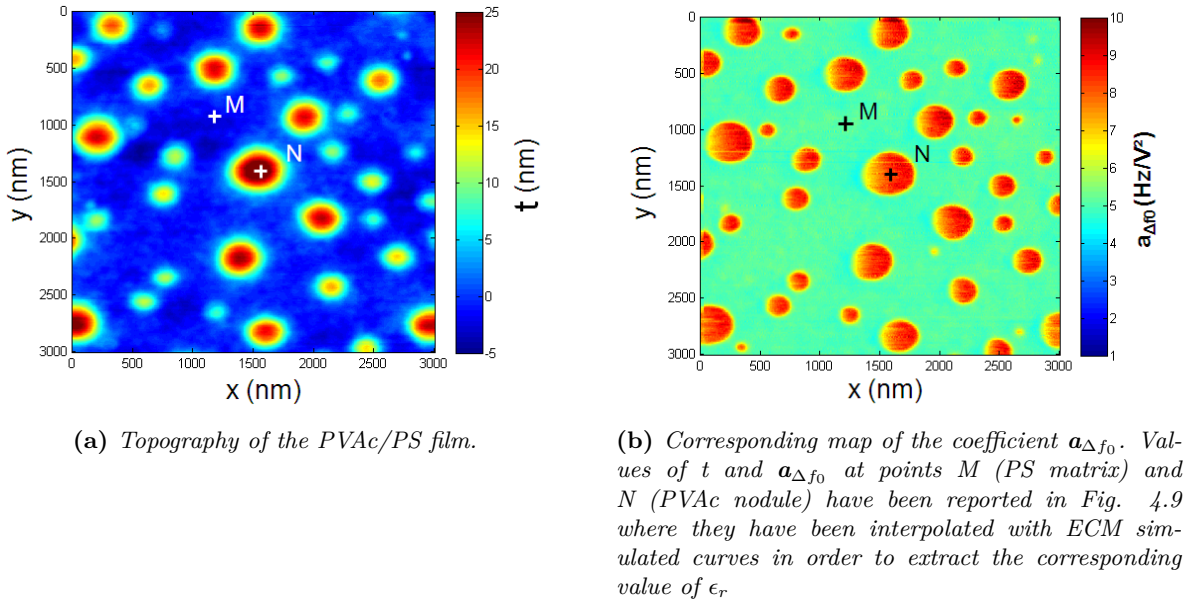 0
500
1000
1500
2000
2500
3000
y (nm)
0
500
1000
1500
2000
2500
3000
x (nm)
M
N
25
20
15
10
5
0
-5
t (nm)
0
500
1000
1500
2000
2500
3000
y (nm)
0
500
1000
1500
2000
2500
3000
x (nm)
M
N
10
9
8
7
6
5
4
3
2
1
aΔf0 (Hz/V²)
(a) Topography of the PVAc/PS film.
(b) Corresponding map of the coefficient aΔf0. Val-
ues of t and aΔf0 at points M (PS matrix) and
N (PVAc nodule) have been reported in Fig. 4.9
where they have been interpolated with ECM sim-
ulated curves in order to extract the corresponding
value of ϵr